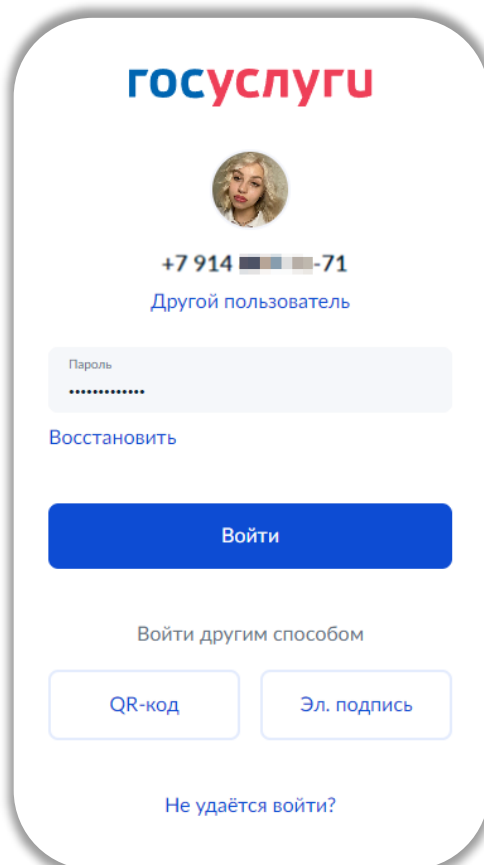 госуслуги
+7 914 -71
Другой пользователь
Пароль
•••••••••••••
Восстановить
Войти
Войти другим способом
QR-код
Эл. подпись
Не удаётся войти?